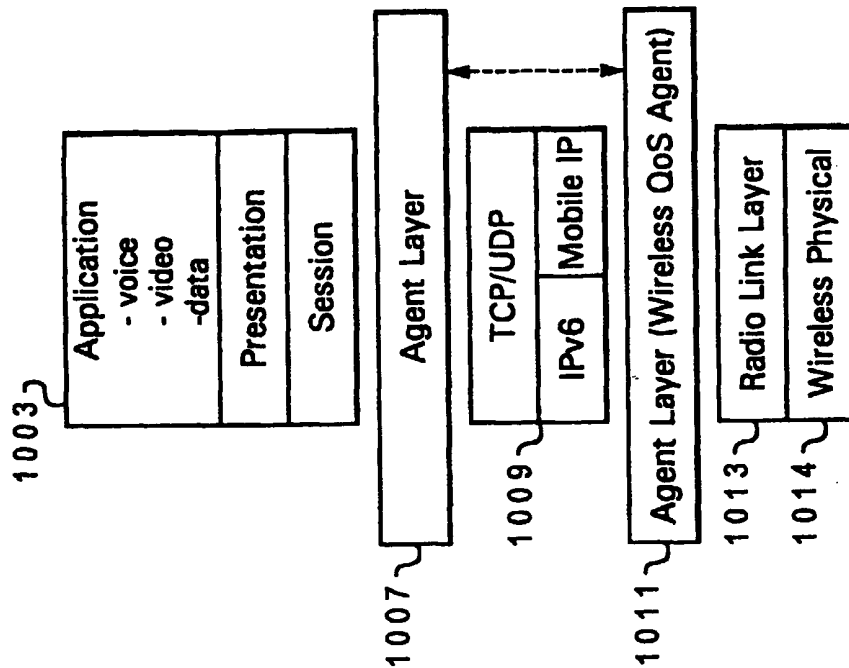 1003
Application
- voice
- video
-data
Presentation
Session
1007
Agent Layer
1009
TCP/UDP
IPv6
Mobile IP
1011
Agent Layer (Wireless QoS Agent)
1013
Radio Link Layer
1014
Wireless Physical